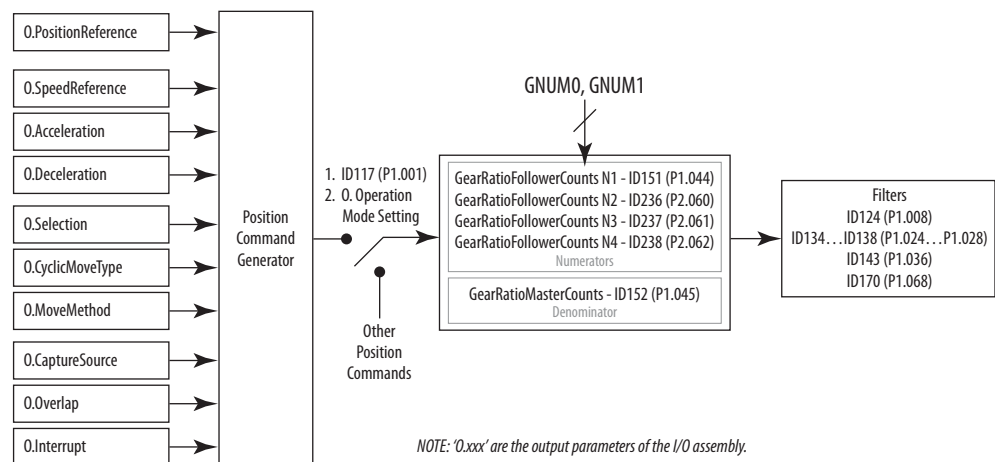 O.PositionReference
O.SpeedReference
O.Acceleration
O.Deceleration
O.Selection
O.CyclicMoveType
O.MoveMethod
O.CaptureSource
O.Overlap
O.Interrupt
Position
Command
Generator
1. ID117 (P1.001)
2. O. Operation
Mode Setting
Other
Position
Commands
GNUM0, GNUM1
GearRatioFollowerCounts N1 - ID151 (P1.044)
GearRatioFollowerCounts N2 - ID236 (P2.060)
GearRatioFollowerCounts N3 - ID237 (P2.061)
GearRatioFollowerCounts N4 - ID238 (P2.062)
Numerators
GearRatioMasterCounts - ID152 (P1.045)
Denominator
Filters
ID124 (P1.008)
ID134…ID138 (P1.024…P1.028)
ID143 (P1.036)
ID170 (P1.068)
NOTE: ‘O.xxx’ are the output parameters of the I/O assembly.